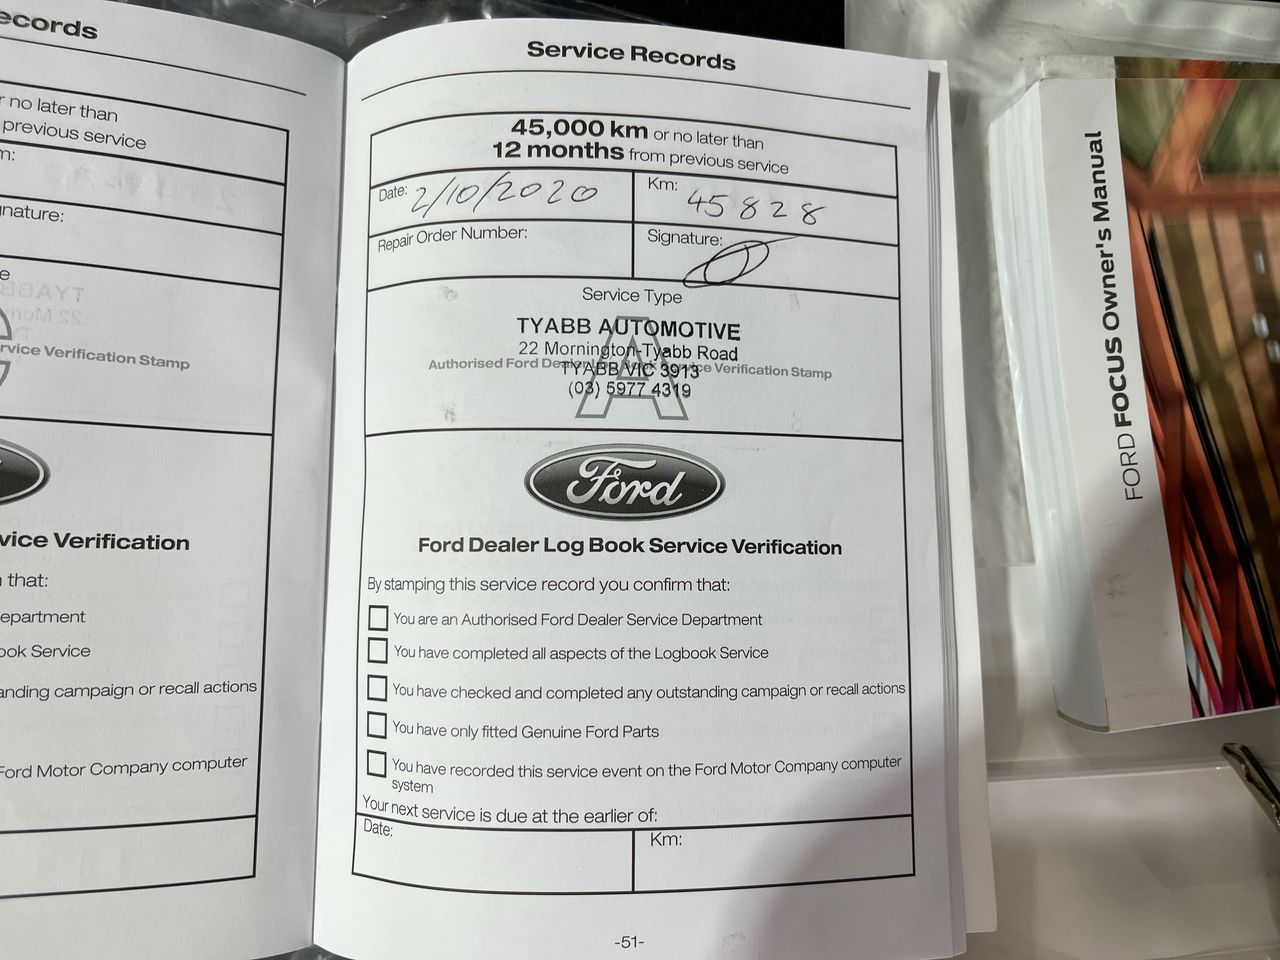 ecords
no later than
previous service
m:
nature:
e
TYABB
22 Morn
rvice Verification Stamp
vice Verification
that:
epartment
ook Service
anding campaign or recall actions
Ford Motor Company computer
Service Records
45,000 km or no later than
12 months from previous service
Date: 2/10/2020
Km: 45828
Repair Order Number:
Signature:
Service Type
A
TYABB AUTOMOTIVE
22 Mornington-Tyabb Road
Authorised Ford Dealer Service Verification Stamp
TYABB VIC 3913
(03) 5977 4319
Ford
Ford Dealer Log Book Service Verification
By stamping this service record you confirm that:
You are an Authorised Ford Dealer Service Department
You have completed all aspects of the Logbook Service
You have checked and completed any outstanding campaign or recall actions
You have only fitted Genuine Ford Parts
You have recorded this service event on the Ford Motor Company computer
system
Your next service is due at the earlier of:
Date:
Km:
-51-
FORD FOCUS Owner's Manual